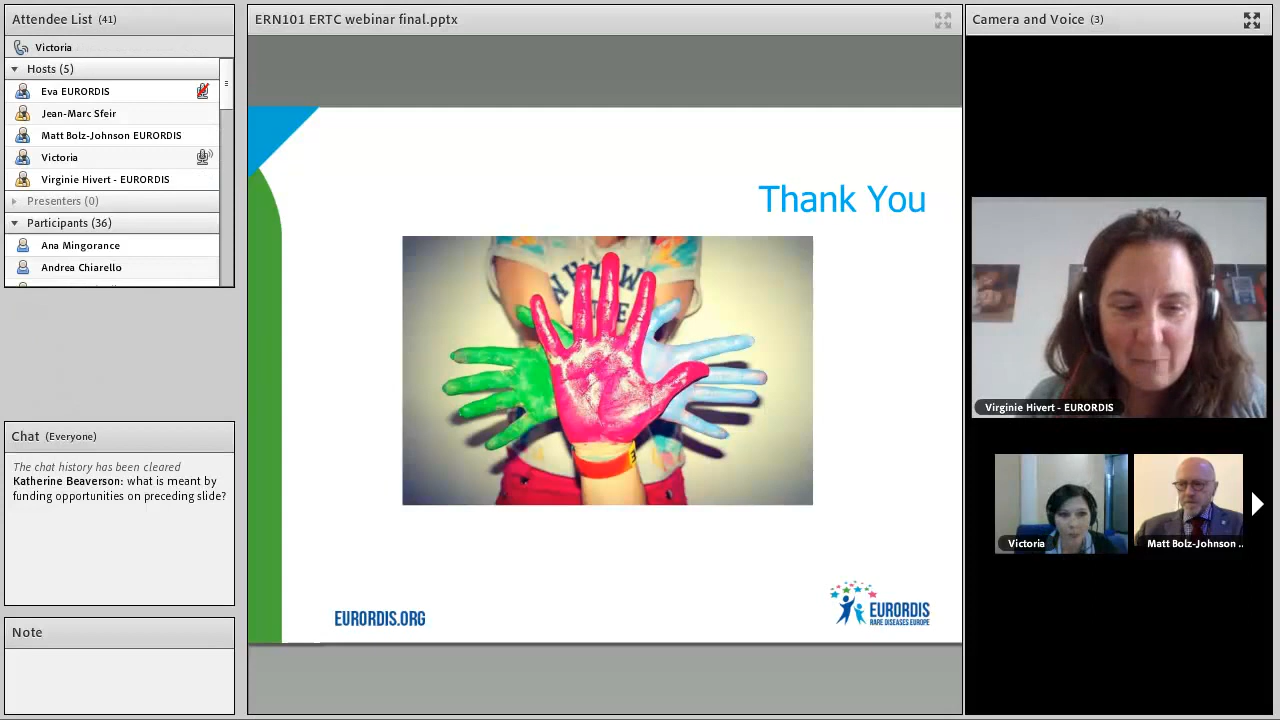 Attendee List (41)
Victoria
Hosts (5)
Eva EURORDIS
Jean-Marc Sfeir
Matt Bolz-Johnson EURORDIS
Victoria
Virginie Hivert - EURORDIS
Presenters (0)
Participants (36)
Ana Mingorance
Andrea Chiarello
Chat (Everyone)
The chat history has been cleared
Katherine Beaverson: what is meant by
funding opportunities on preceding slide?
Note
ERN101 ERTC webinar final.pptx
Thank You
EURORDIS.ORG
EURORDIS
RARE DISEASES EUROPE
Camera and Voice (3)
Virginie Hivert - EURORDIS
Victoria
Matt Bolz-Johnson ..